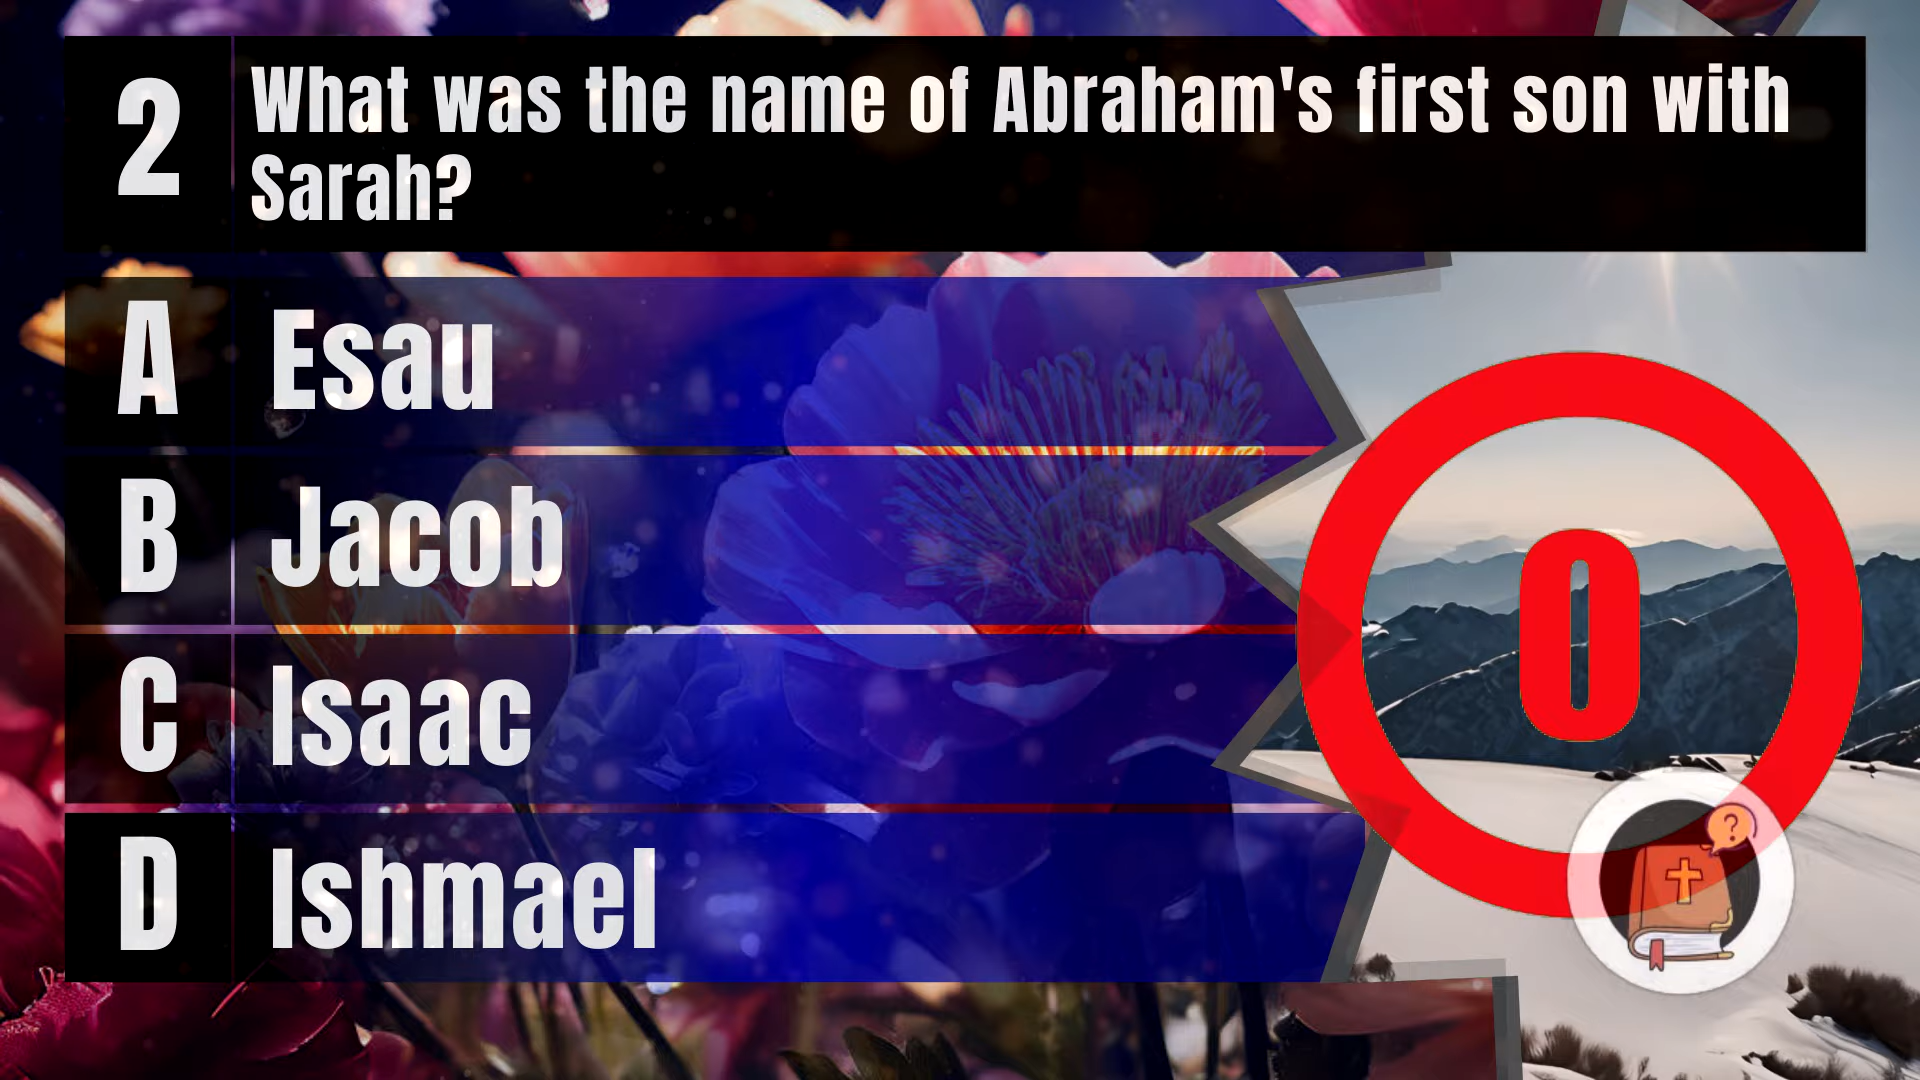 2
What was the name of Abraham's first son with
Sarah?
A Esau
B Jacob
C Isaac
D Ishmael
0
?